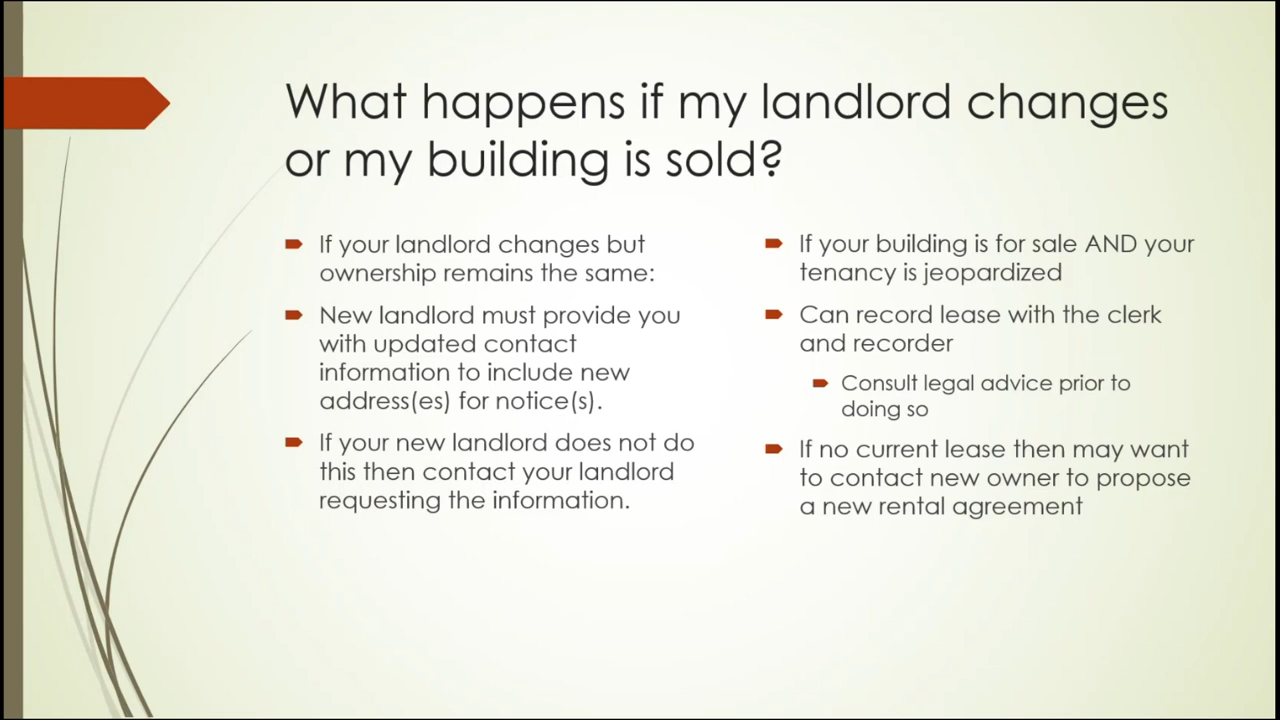 What happens if my landlord changes
or my building is sold?
If your landlord changes but
ownership remains the same:
New landlord must provide you
with updated contact
information to include new
address(es) for notice(s).
If your new landlord does not do
this then contact your landlord
requesting the information.
If your building is for sale AND your
tenancy is jeopardized
Can record lease with the clerk
and recorder
Consult legal advice prior to
doing so
If no current lease then may want
to contact new owner to propose
a new rental agreement